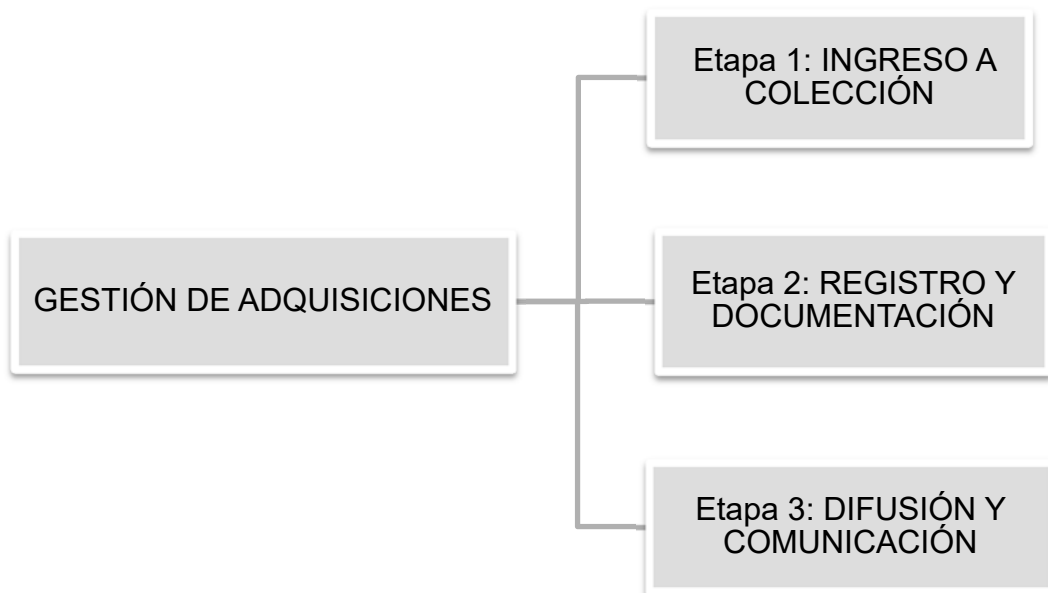 Etapa 1: INGRESO A
COLECCIÓN
GESTIÓN DE ADQUISICIONES
Etapa 2: REGISTRO Y
DOCUMENTACIÓN
Etapa 3: DIFUSIÓN Y
COMUNICACIÓN